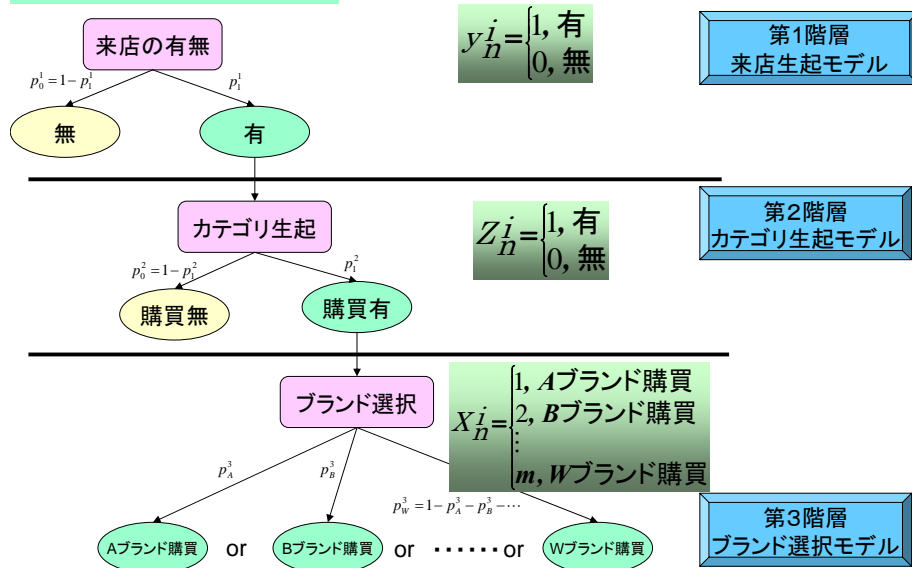 来店の有無
y_n^i = { 1, 有
0, 無
第1階層
来店生起モデル
p_0^1 = 1 − p_1^1
p_1^1
無
有
カテゴリ生起
Z_n^i = { 1, 有
0, 無
第2階層
カテゴリ生起モデル
p_0^2 = 1 − p_1^2
p_1^2
購買無
購買有
ブランド選択
X_n^i = { 1, Aブランド購買
2, Bブランド購買
⋮
m, Wブランド購買
p_A^3
p_B^3
p_W^3 = 1 − p_A^3 − p_B^3 − ⋯
第3階層
ブランド選択モデル
Aブランド購買 or Bブランド購買 or ・・・・・・ or Wブランド購買